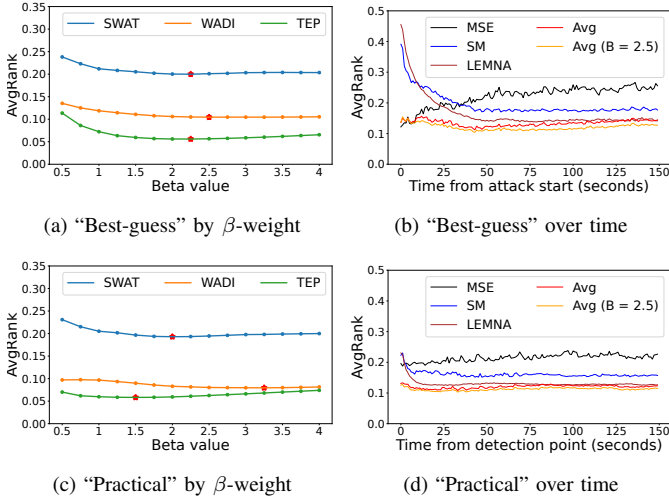 SWAT WADI TEP
AvgRank
0.35
0.30
0.25
0.20
0.15
0.10
0.05
0.00
0.5 1 1.5 2 2.5 3 3.5 4
Beta value
(a) “Best-guess” by β-weight
MSE Avg
SM Avg (B = 2.5)
LEMNA
AvgRank
0.5
0.4
0.3
0.2
0.1
0.0
0 25 50 75 100 125 150
Time from attack start (seconds)
(b) “Best-guess” over time
SWAT WADI TEP
AvgRank
0.35
0.30
0.25
0.20
0.15
0.10
0.05
0.00
0.5 1 1.5 2 2.5 3 3.5 4
Beta value
(c) “Practical” by β-weight
MSE Avg
SM Avg (B = 2.5)
LEMNA
AvgRank
0.5
0.4
0.3
0.2
0.1
0.0
0 25 50 75 100 125 150
Time from detection point (seconds)
(d) “Practical” over time